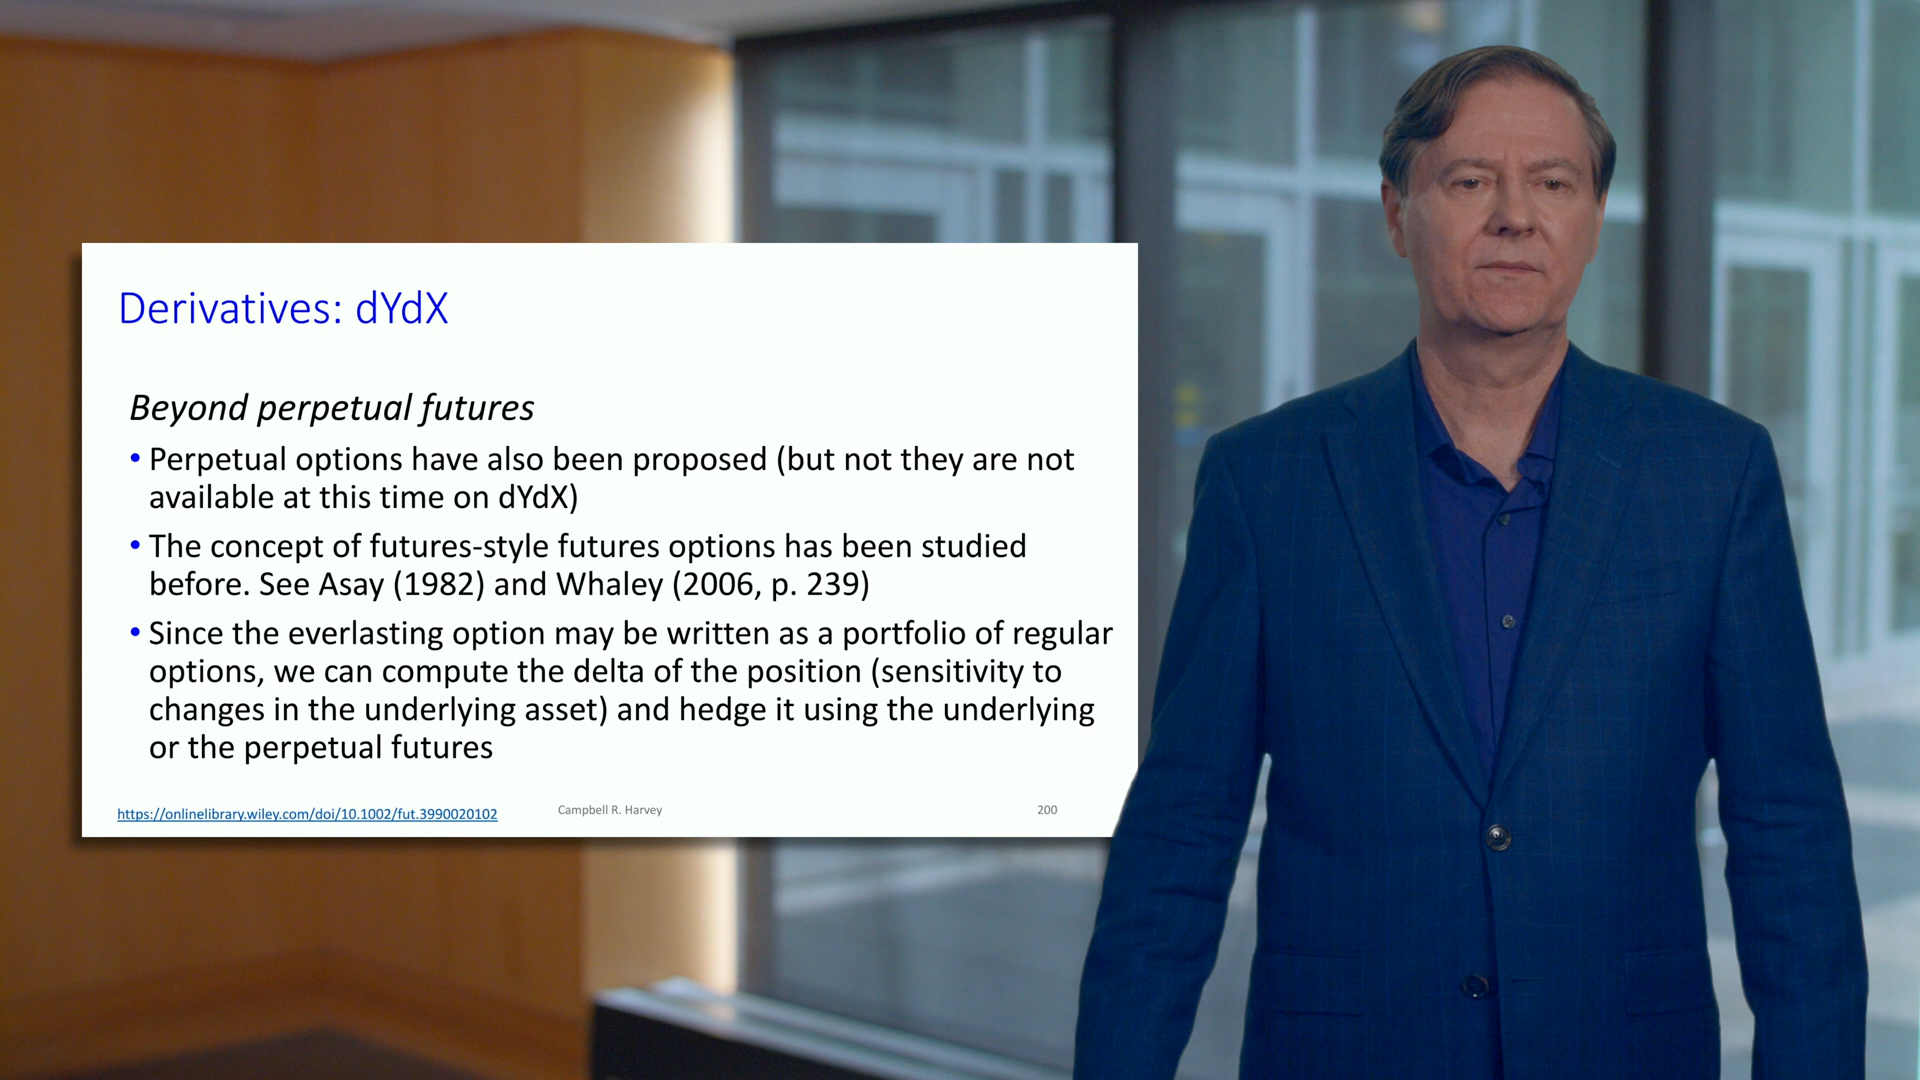 Derivatives: dYdX
Beyond perpetual futures
• Perpetual options have also been proposed (but not they are not
available at this time on dYdX)
• The concept of futures-style futures options has been studied
before. See Asay (1982) and Whaley (2006, p. 239)
• Since the everlasting option may be written as a portfolio of regular
options, we can compute the delta of the position (sensitivity to
changes in the underlying asset) and hedge it using the underlying
or the perpetual futures
https://onlinelibrary.wiley.com/doi/10.1002/fut.3990020102
Campbell R. Harvey
200